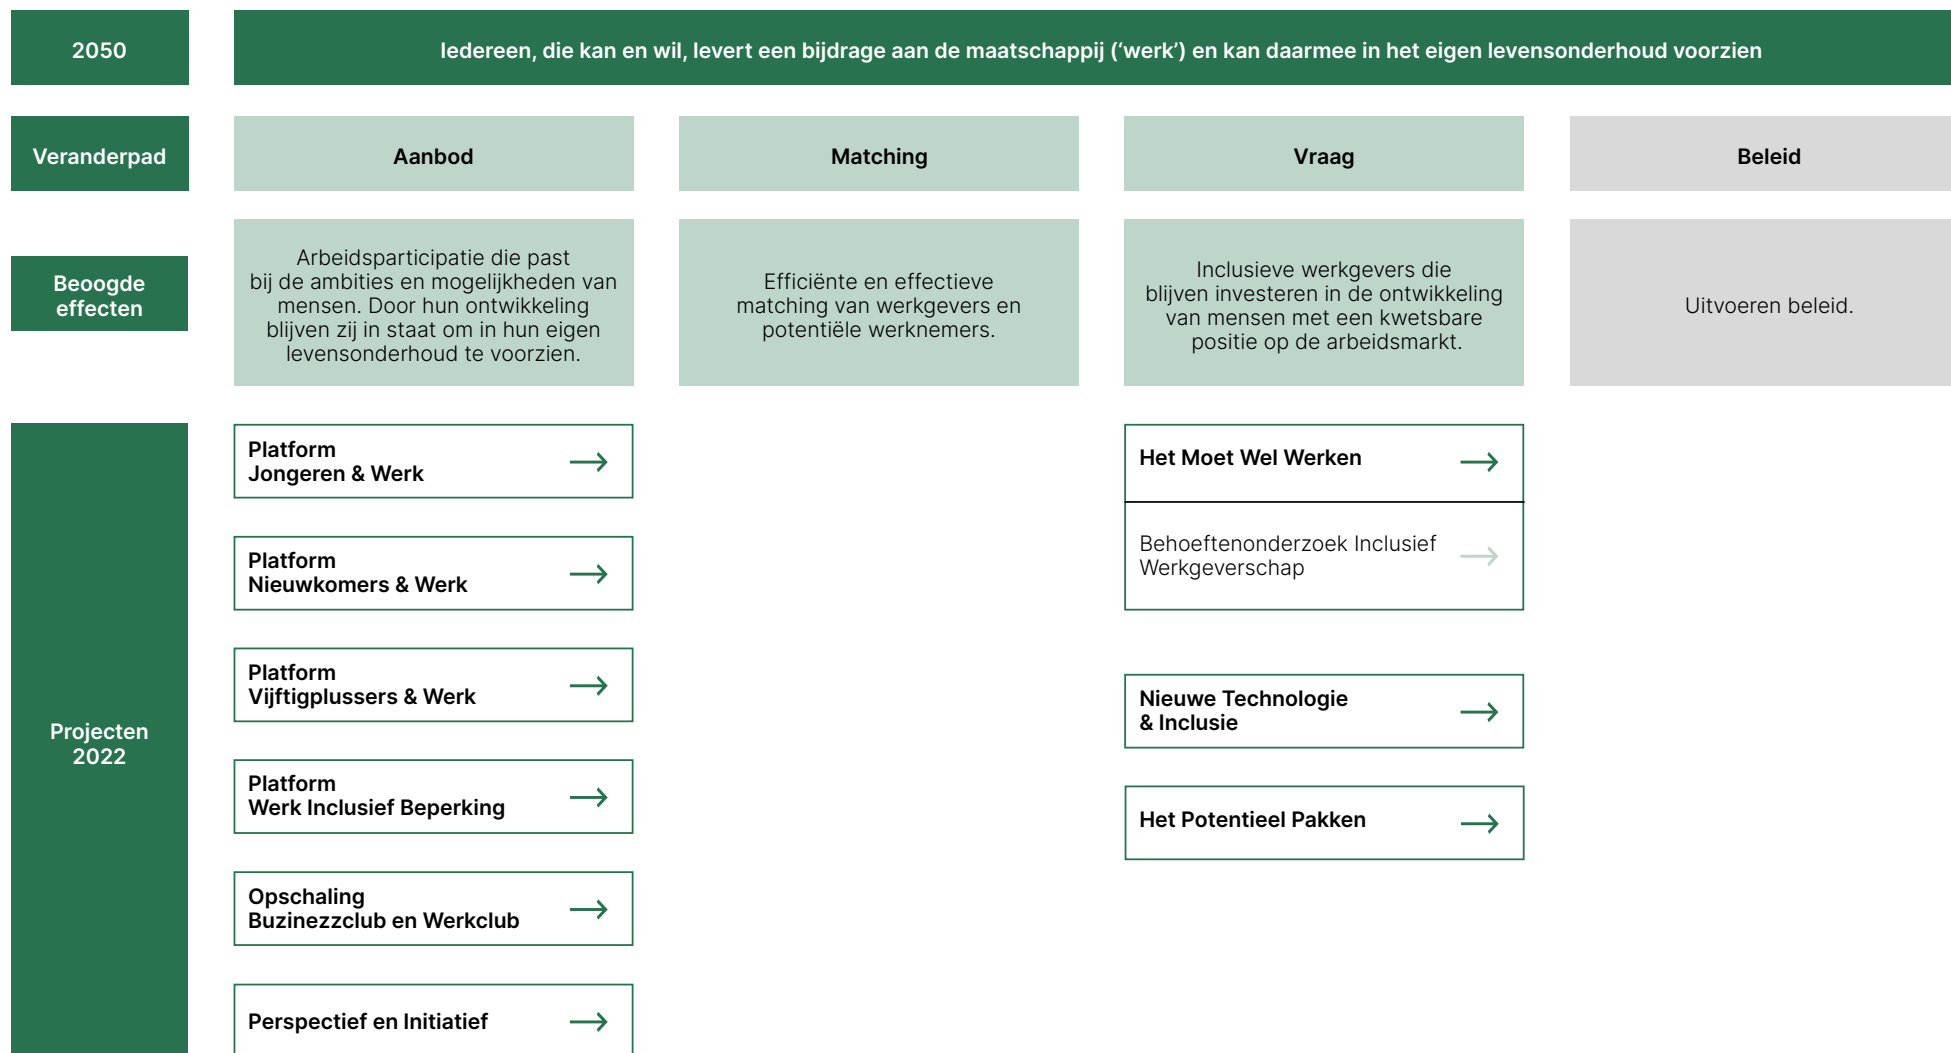 2050
Iedereen, die kan en wil, levert een bijdrage aan de maatschappij (‘werk’) en kan daarmee in het eigen levensonderhoud voorzien
Veranderpad
Aanbod
Matching
Vraag
Beleid
Beoogde
effecten
Arbeidsparticipatie die past
bij de ambities en mogelijkheden van
mensen. Door hun ontwikkeling
blijven zij in staat om in hun eigen
levensonderhoud te voorzien.
Efficiënte en effectieve
matching van werkgevers en
potentiële werknemers.
Inclusieve werkgevers die
blijven investeren in de ontwikkeling
van mensen met een kwetsbare
positie op de arbeidsmarkt.
Uitvoeren beleid.
Projecten
2022
Platform
Jongeren & Werk
Platform
Nieuwkomers & Werk
Platform
Vijftigplussers & Werk
Platform
Werk Inclusief Beperking
Opschaling
Buzinezzclub en Werkclub
Perspectief en Initiatief
Het Moet Wel Werken
Behoeftenonderzoek Inclusief
Werkgeverschap
Nieuwe Technologie
& Inclusie
Het Potentieel Pakken